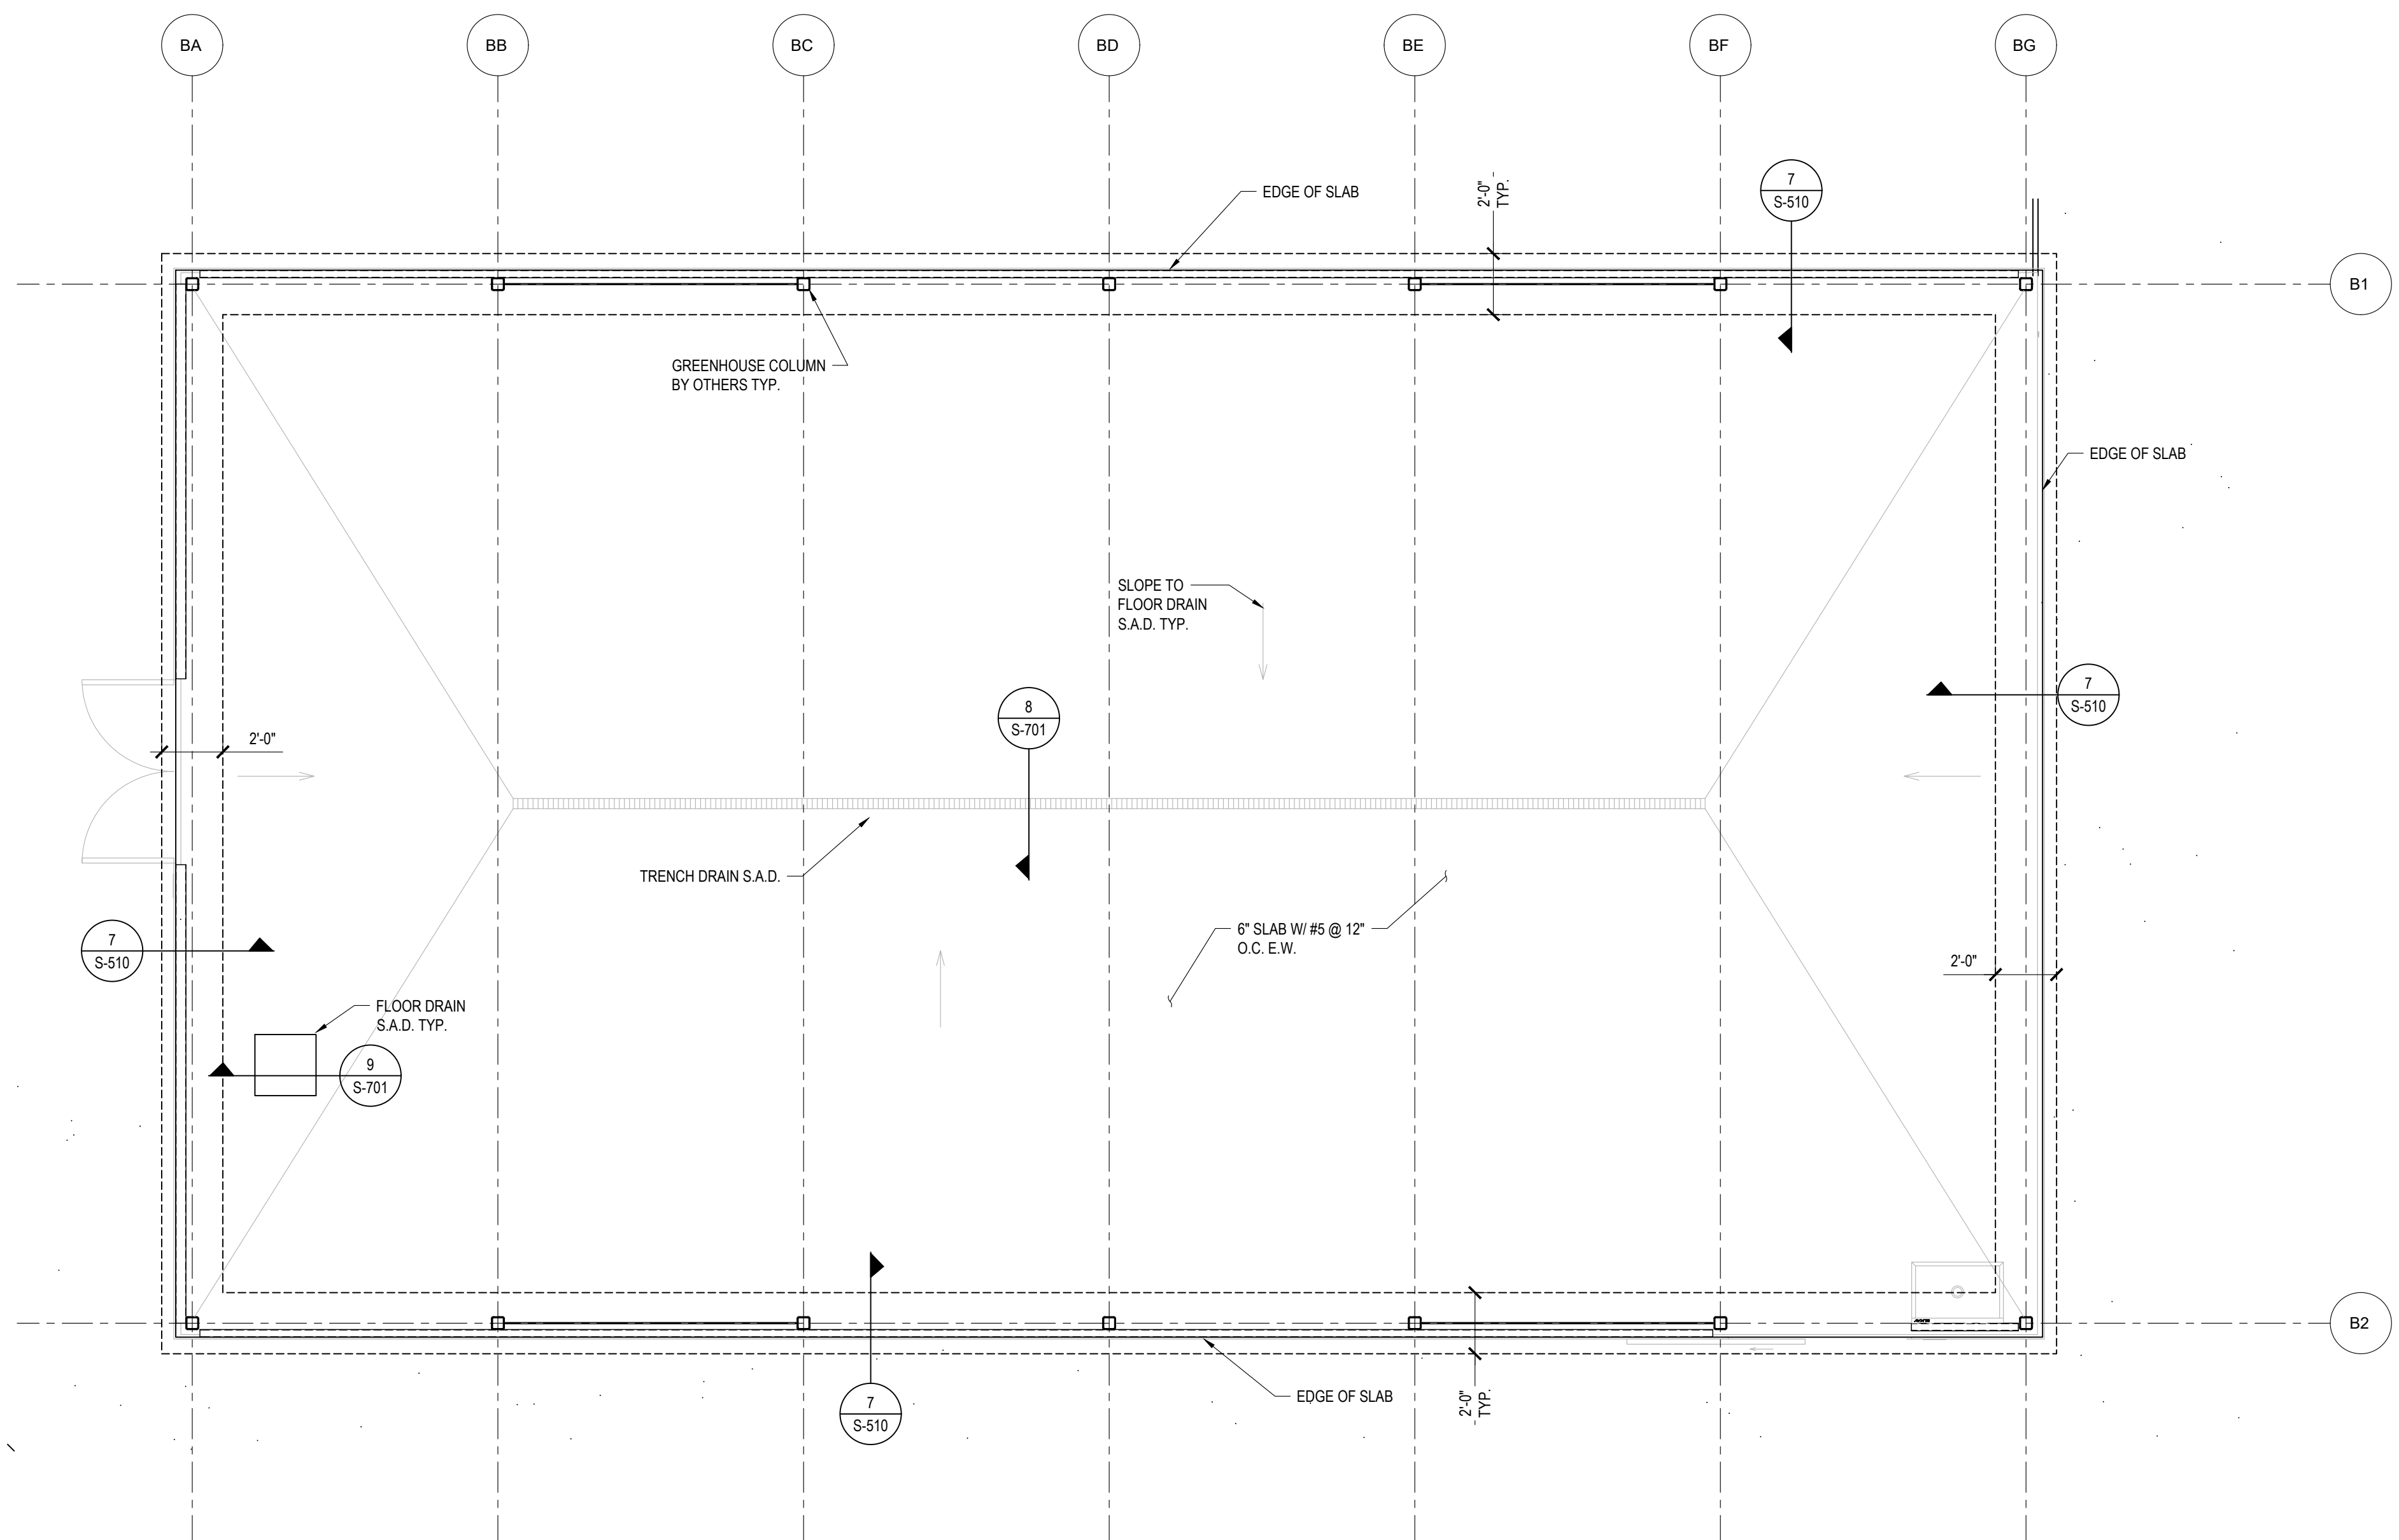 BA
BB
BC
BD
BE
BF
BG
EDGE OF SLAB
2'-0"
TYP.
7
S-510
B1
GREENHOUSE COLUMN
BY OTHERS TYP.
EDGE OF SLAB
SLOPE TO
FLOOR DRAIN
S.A.D. TYP.
8
S-701
7
S-510
2'-0"
TRENCH DRAIN S.A.D.
6" SLAB W/ #5 @ 12"
O.C. E.W.
7
S-510
2'-0"
FLOOR DRAIN
S.A.D. TYP.
9
S-701
B2
7
S-510
EDGE OF SLAB
2'-0"
TYP.